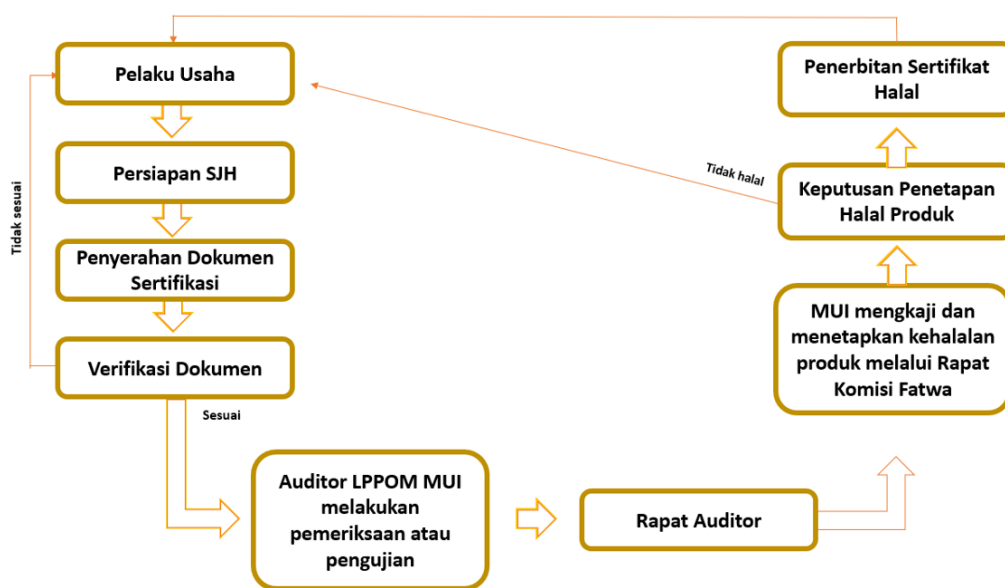 Pelaku Usaha
Persiapan SJH
Penyerahan Dokumen
Sertifikasi
Verifikasi Dokumen
Tidak sesuai
Sesuai
Auditor LPPOM MUI
melakukan
pemeriksaan atau
pengujian
Rapat Auditor
MUI mengkaji dan
menetapkan kehalalan
produk melalui Rapat
Komisi Fatwa
Keputusan Penetapan
Halal Produk
Tidak halal
Penerbitan Sertifikat
Halal